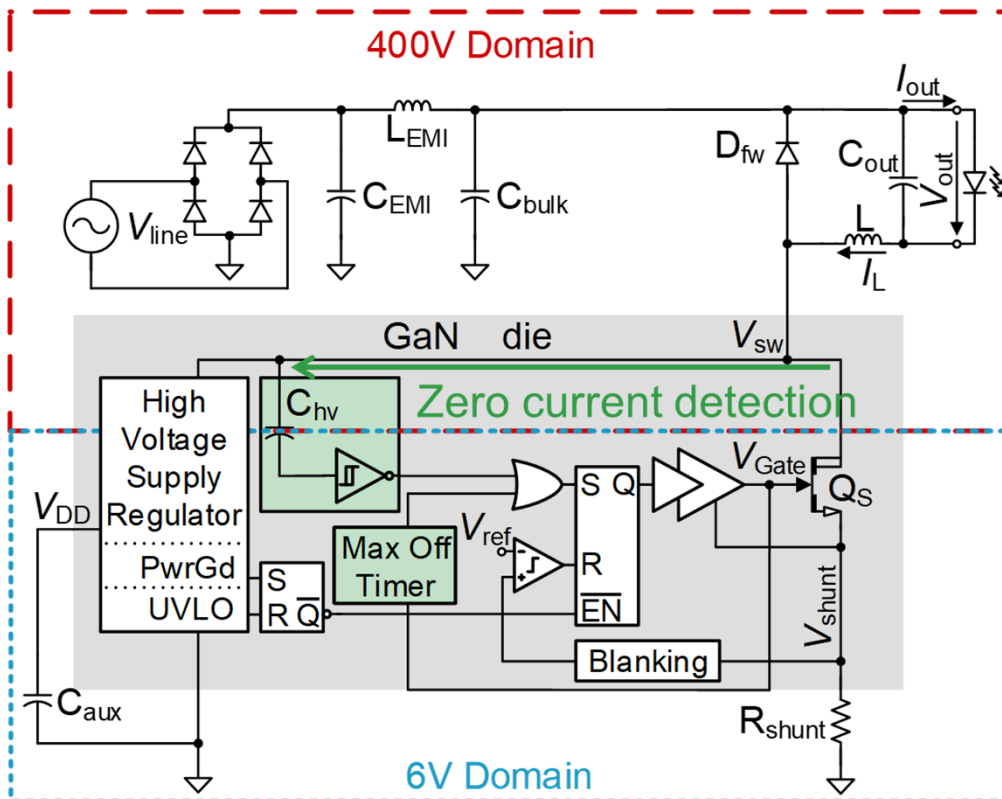 400V Domain
I_out
L_EMI
D_fw
C_out
V_out
C_EMI
C_bulk
V_line
L
I_L
GaN die
V_sw
High
Voltage
Supply
Regulator
C_hv
Zero current detection
V_Gate
Q_S
V_DD
S Q
V_ref
-
+
R
Max Off
Timer
PwrGd
S
UVLO
R Q̅
E̅N̅
V_shunt
Blanking
C_aux
R_shunt
6V Domain